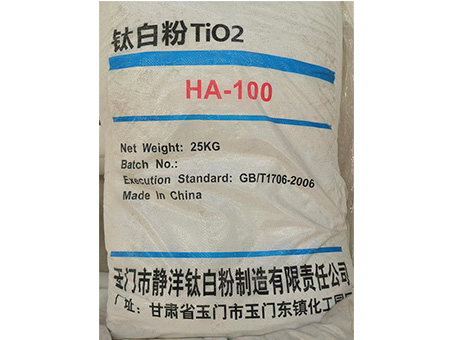 钛白粉TiO2
HA-100
Net Weight: 25KG
Batch No.:
Execution Standard: GB/T1706-2006
Made in China
玉门市静洋钛白粉制造有限责任公司
厂址：甘肃省玉门市玉门东镇化工园